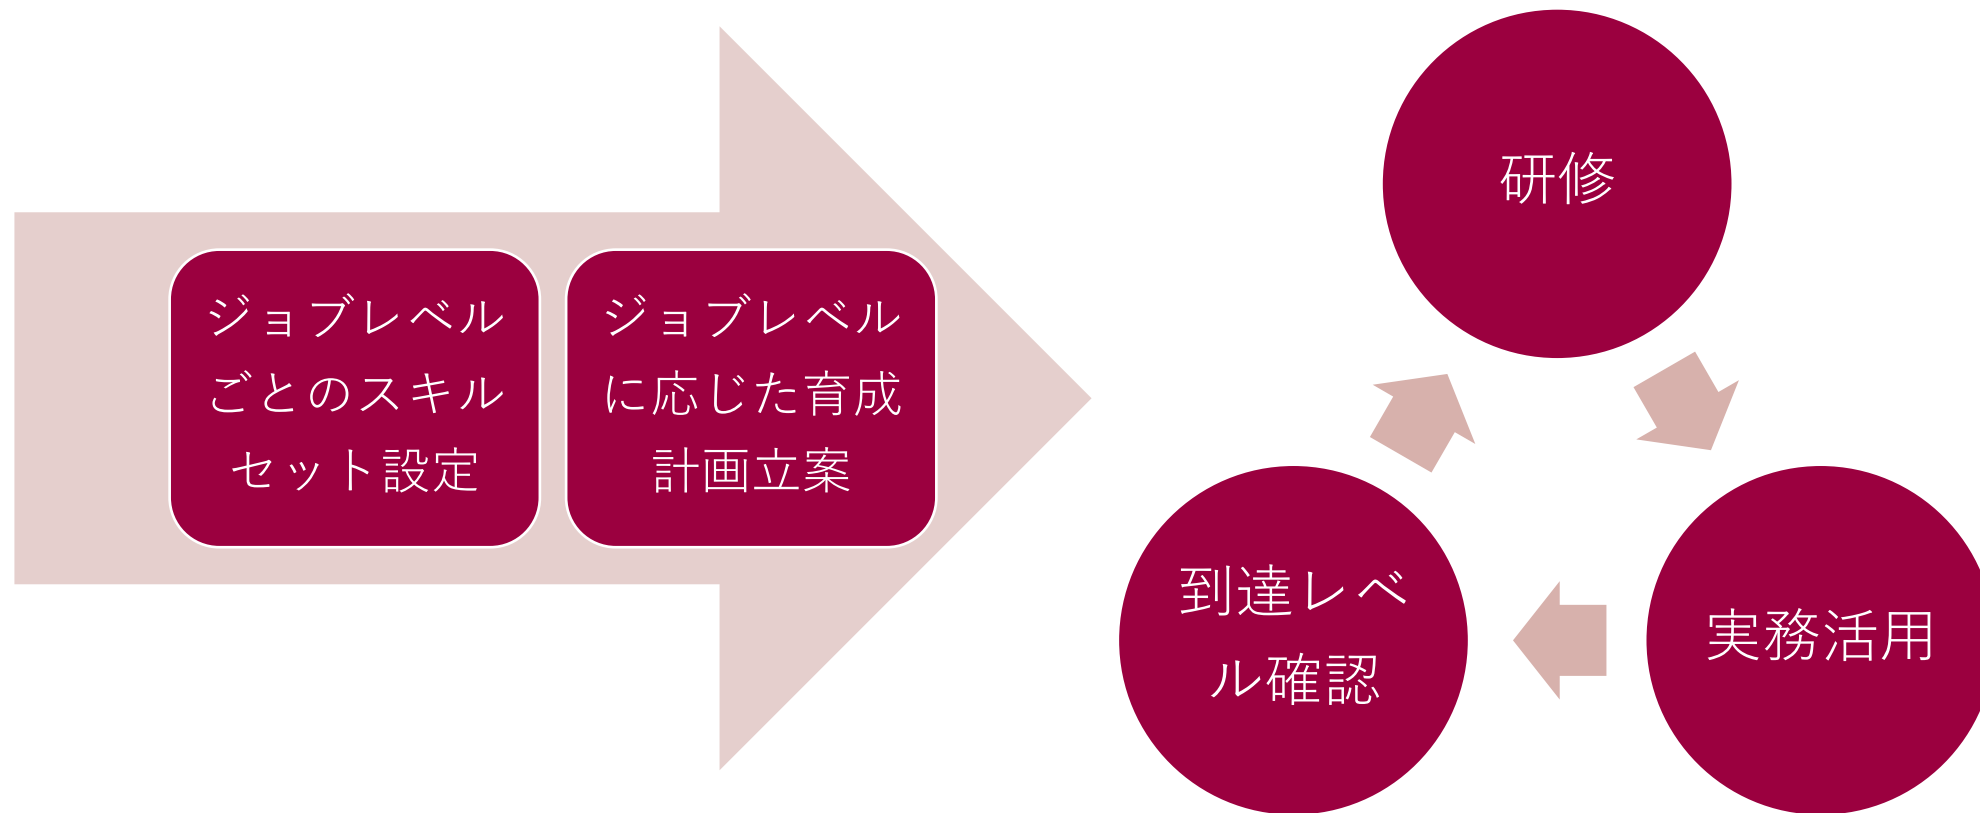 ジョブレベル
ごとのスキル
セット設定
ジョブレベル
に応じた育成
計画立案
研修
実務活用
到達レベ
ル確認